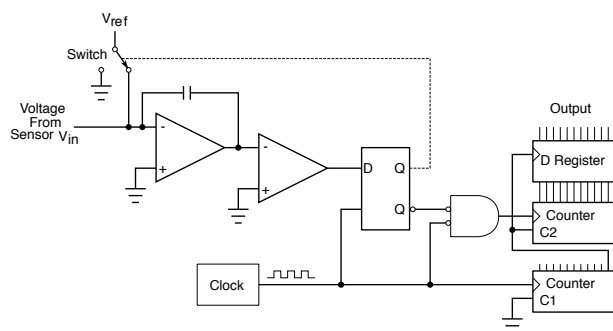 Vref
Switch
Voltage
From
Sensor Vin
-
+
-
+
D
Q
Q
Clock
Output
D Register
Counter
C2
Counter
C1